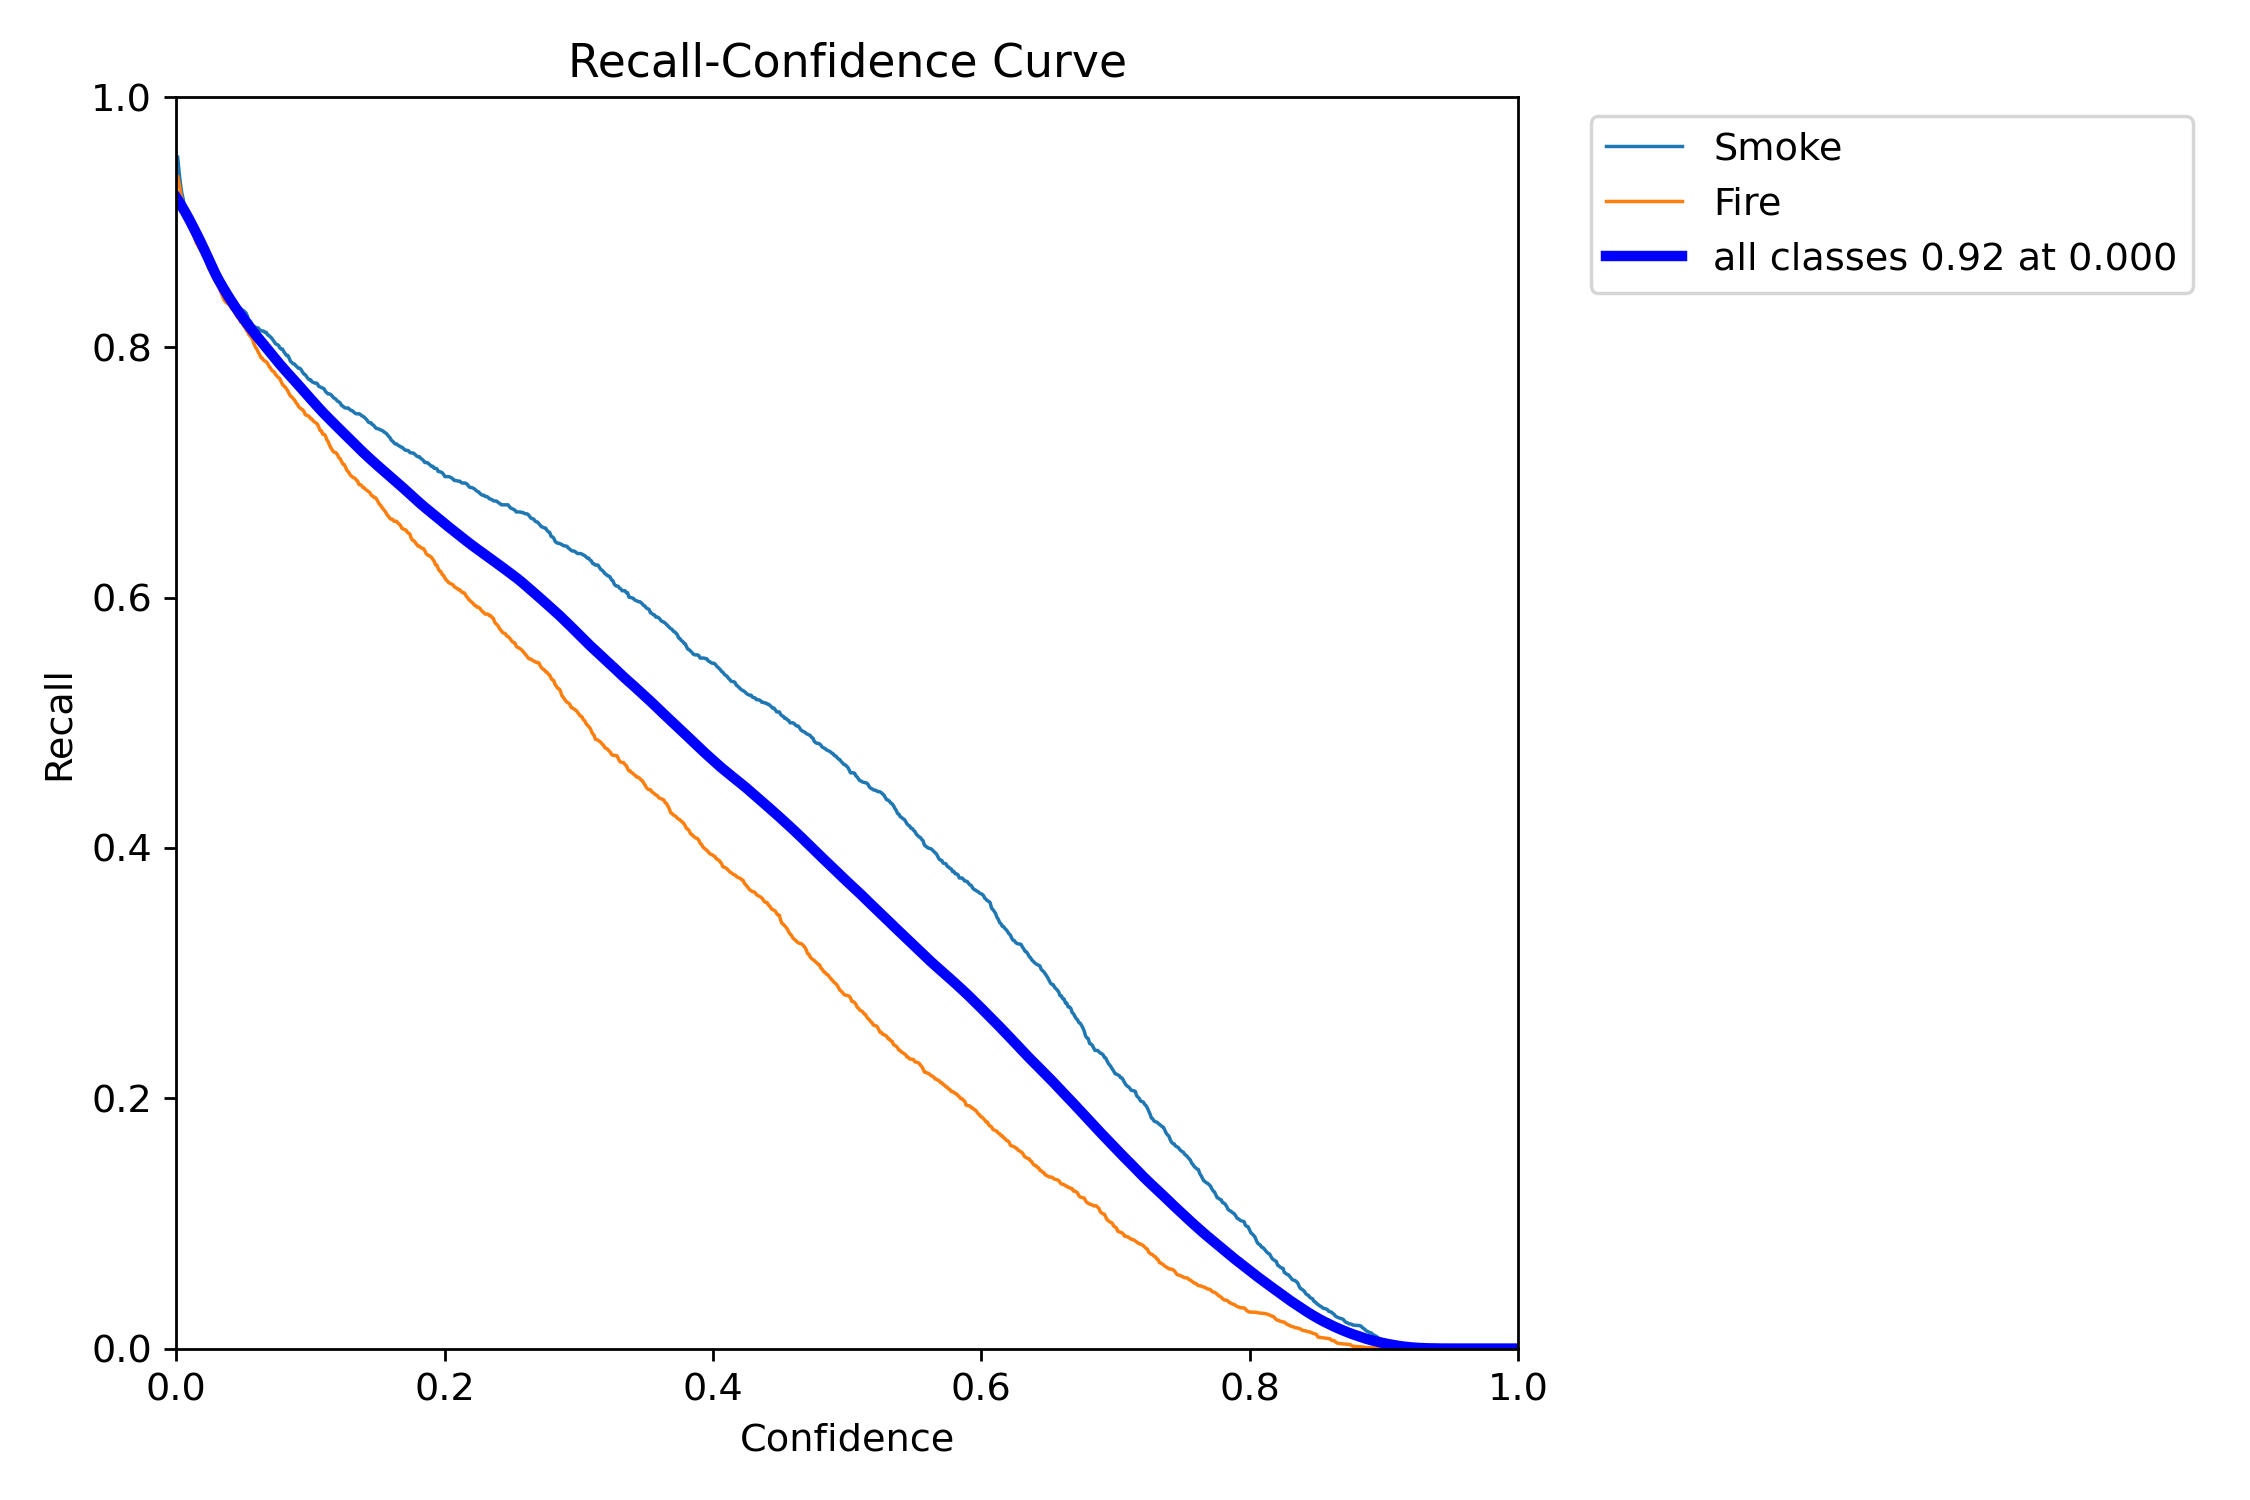 Recall-Confidence Curve
1.0
0.8
0.6
0.4
0.2
0.0
Recall
0.0 0.2 0.4 0.6 0.8 1.0
Confidence
Smoke
Fire
all classes 0.92 at 0.000